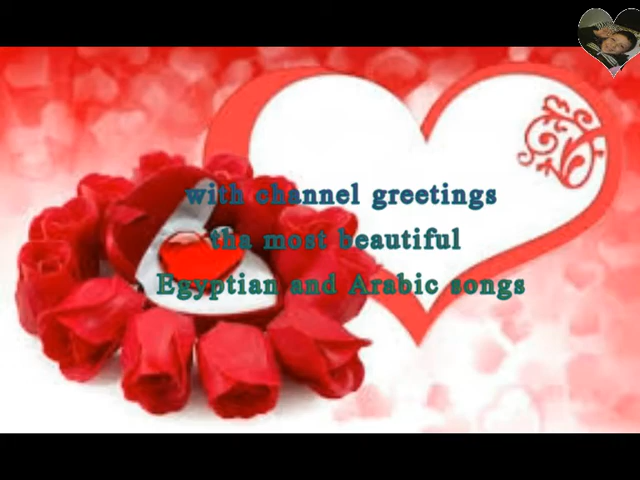 with channel greetings
tha most beautiful
Egyptian and Arabic songs